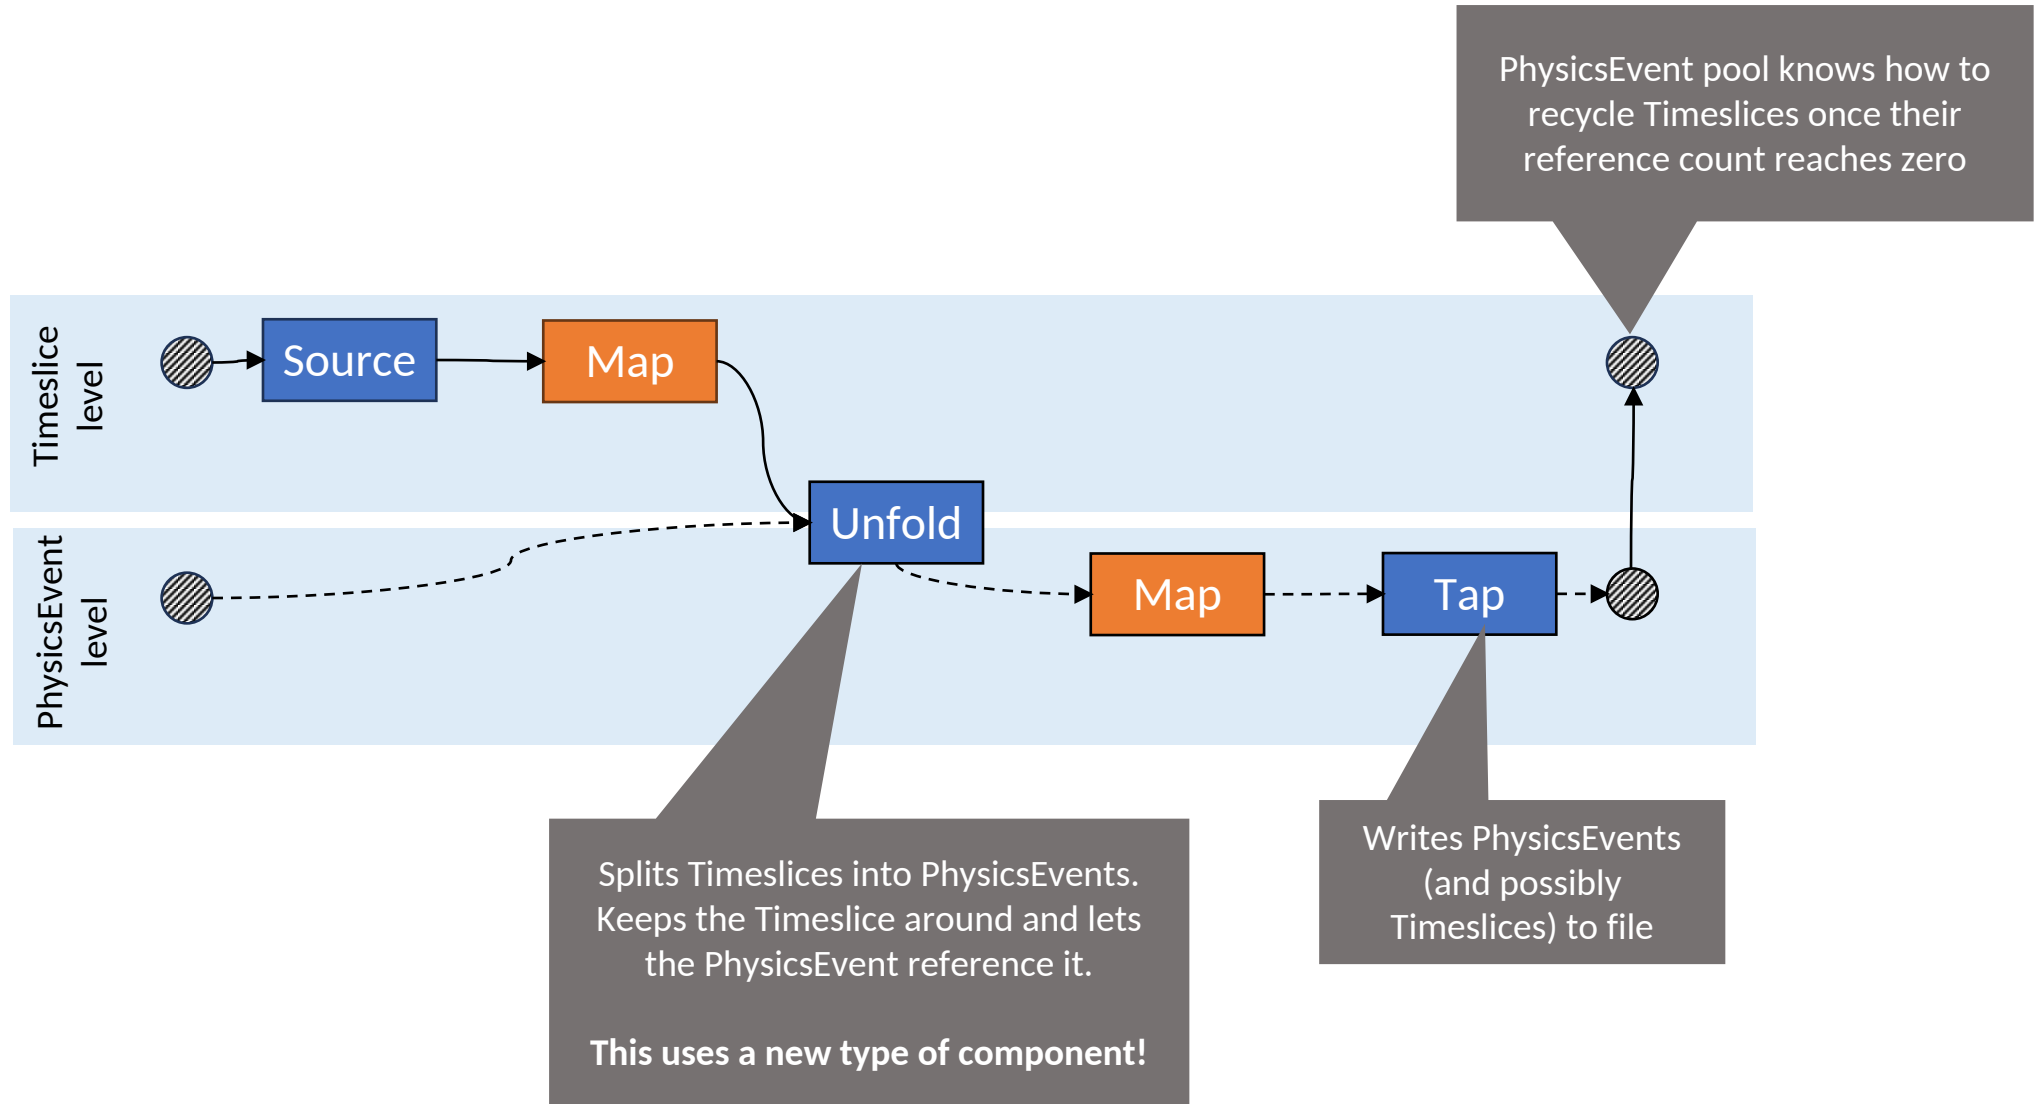 PhysicsEvent pool knows how to
recycle Timeslices once their
reference count reaches zero
Timeslice
level
Source
Map
Unfold
PhysicsEvent
level
Map
Tap
Splits Timeslices into PhysicsEvents.
Keeps the Timeslice around and lets
the PhysicsEvent reference it.
This uses a new type of component!
Writes PhysicsEvents
(and possibly
Timeslices) to file